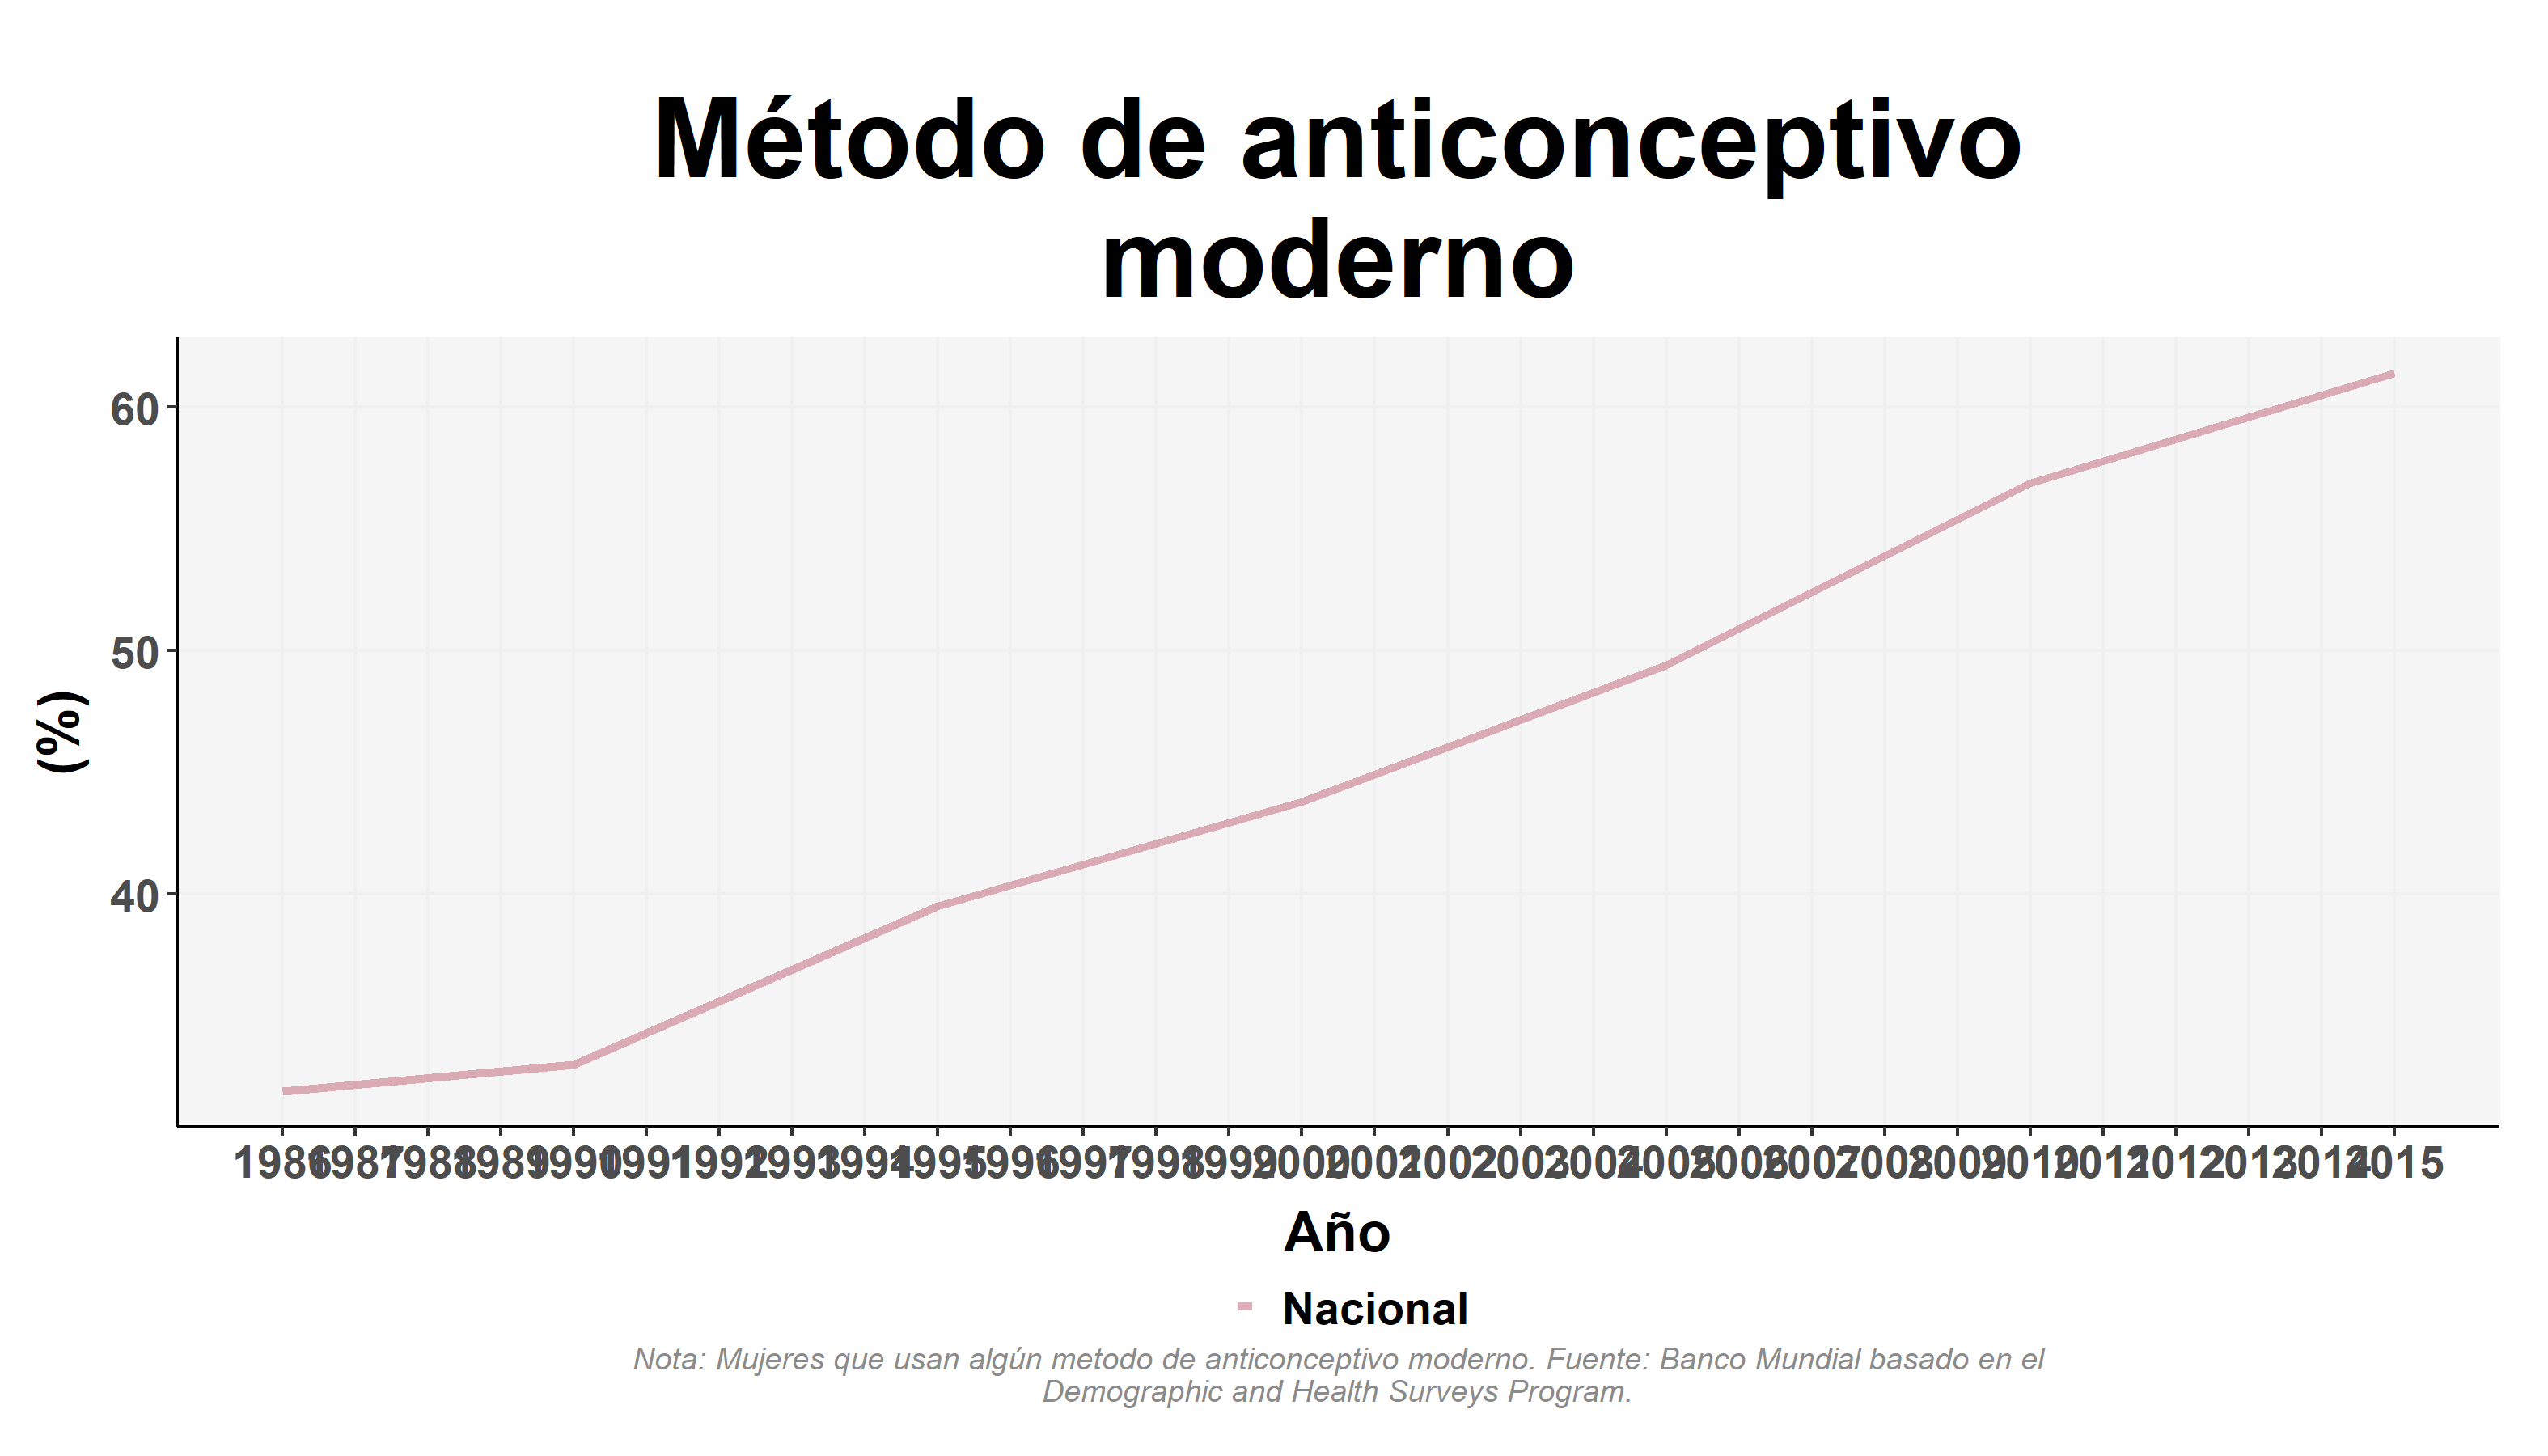 Método de anticonceptivo
moderno
60
50
40
(%)
1986 1987 1988 1989 1990 1991 1992 1993 1994 1995 1996 1997 1998 1999 2000 2001 2002 2003 2004 2005 2006 2007 2008 2009 2010 2011 2012 2013 2014 2015
Año
Nacional
Nota: Mujeres que usan algún metodo de anticonceptivo moderno. Fuente: Banco Mundial basado en el
Demographic and Health Surveys Program.